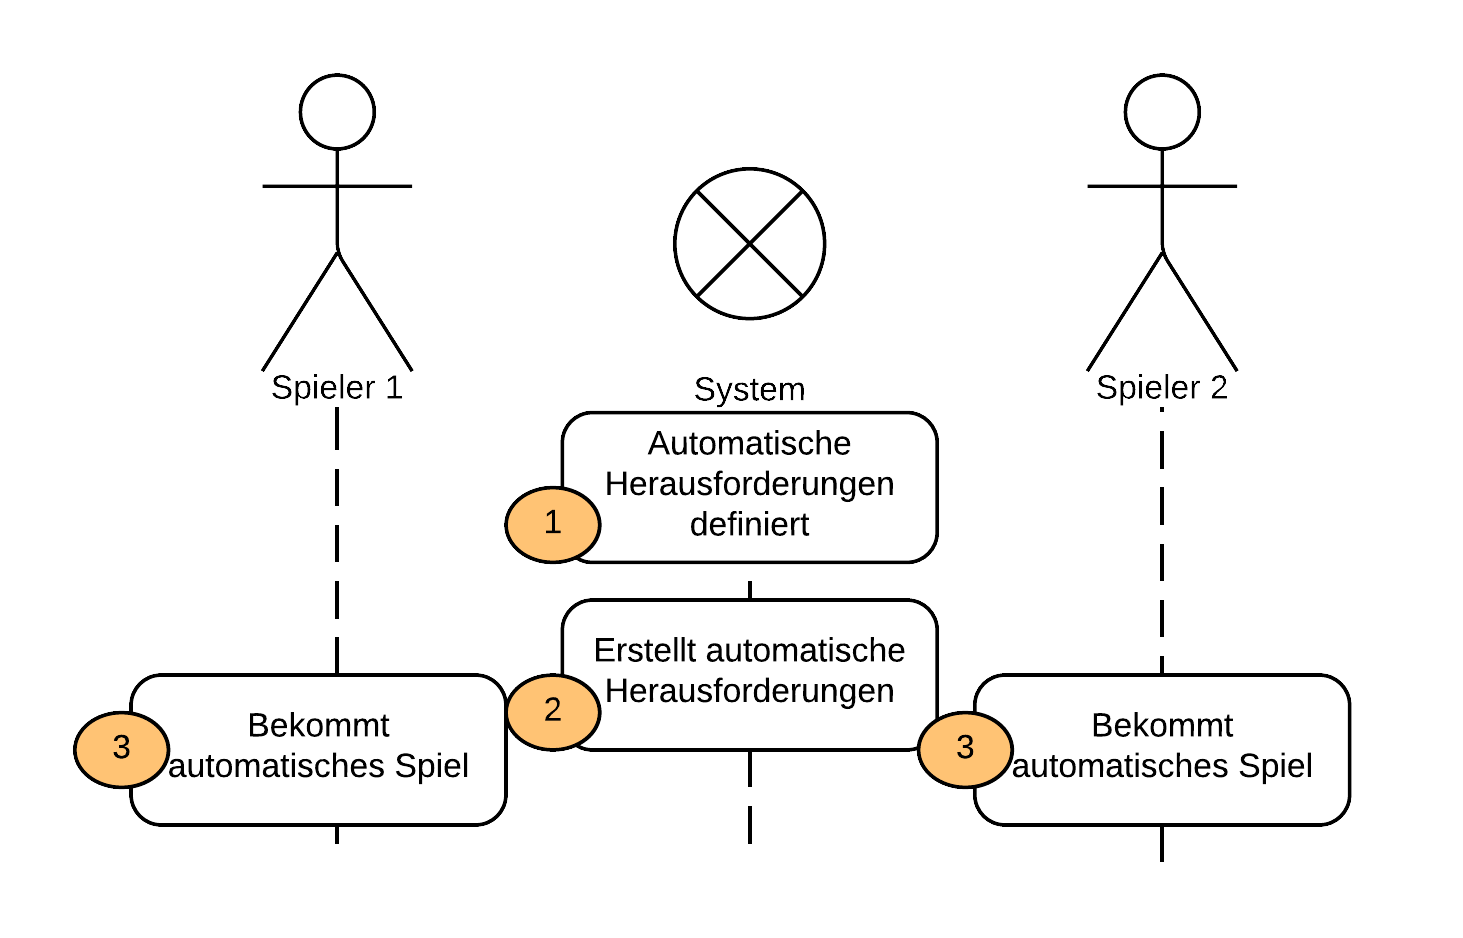 Spieler 1
System
Spieler 2
Automatische
Herausforderungen
definiert
1
Erstellt automatische
Herausforderungen
2
Bekommt
automatisches Spiel
3
Bekommt
automatisches Spiel
3